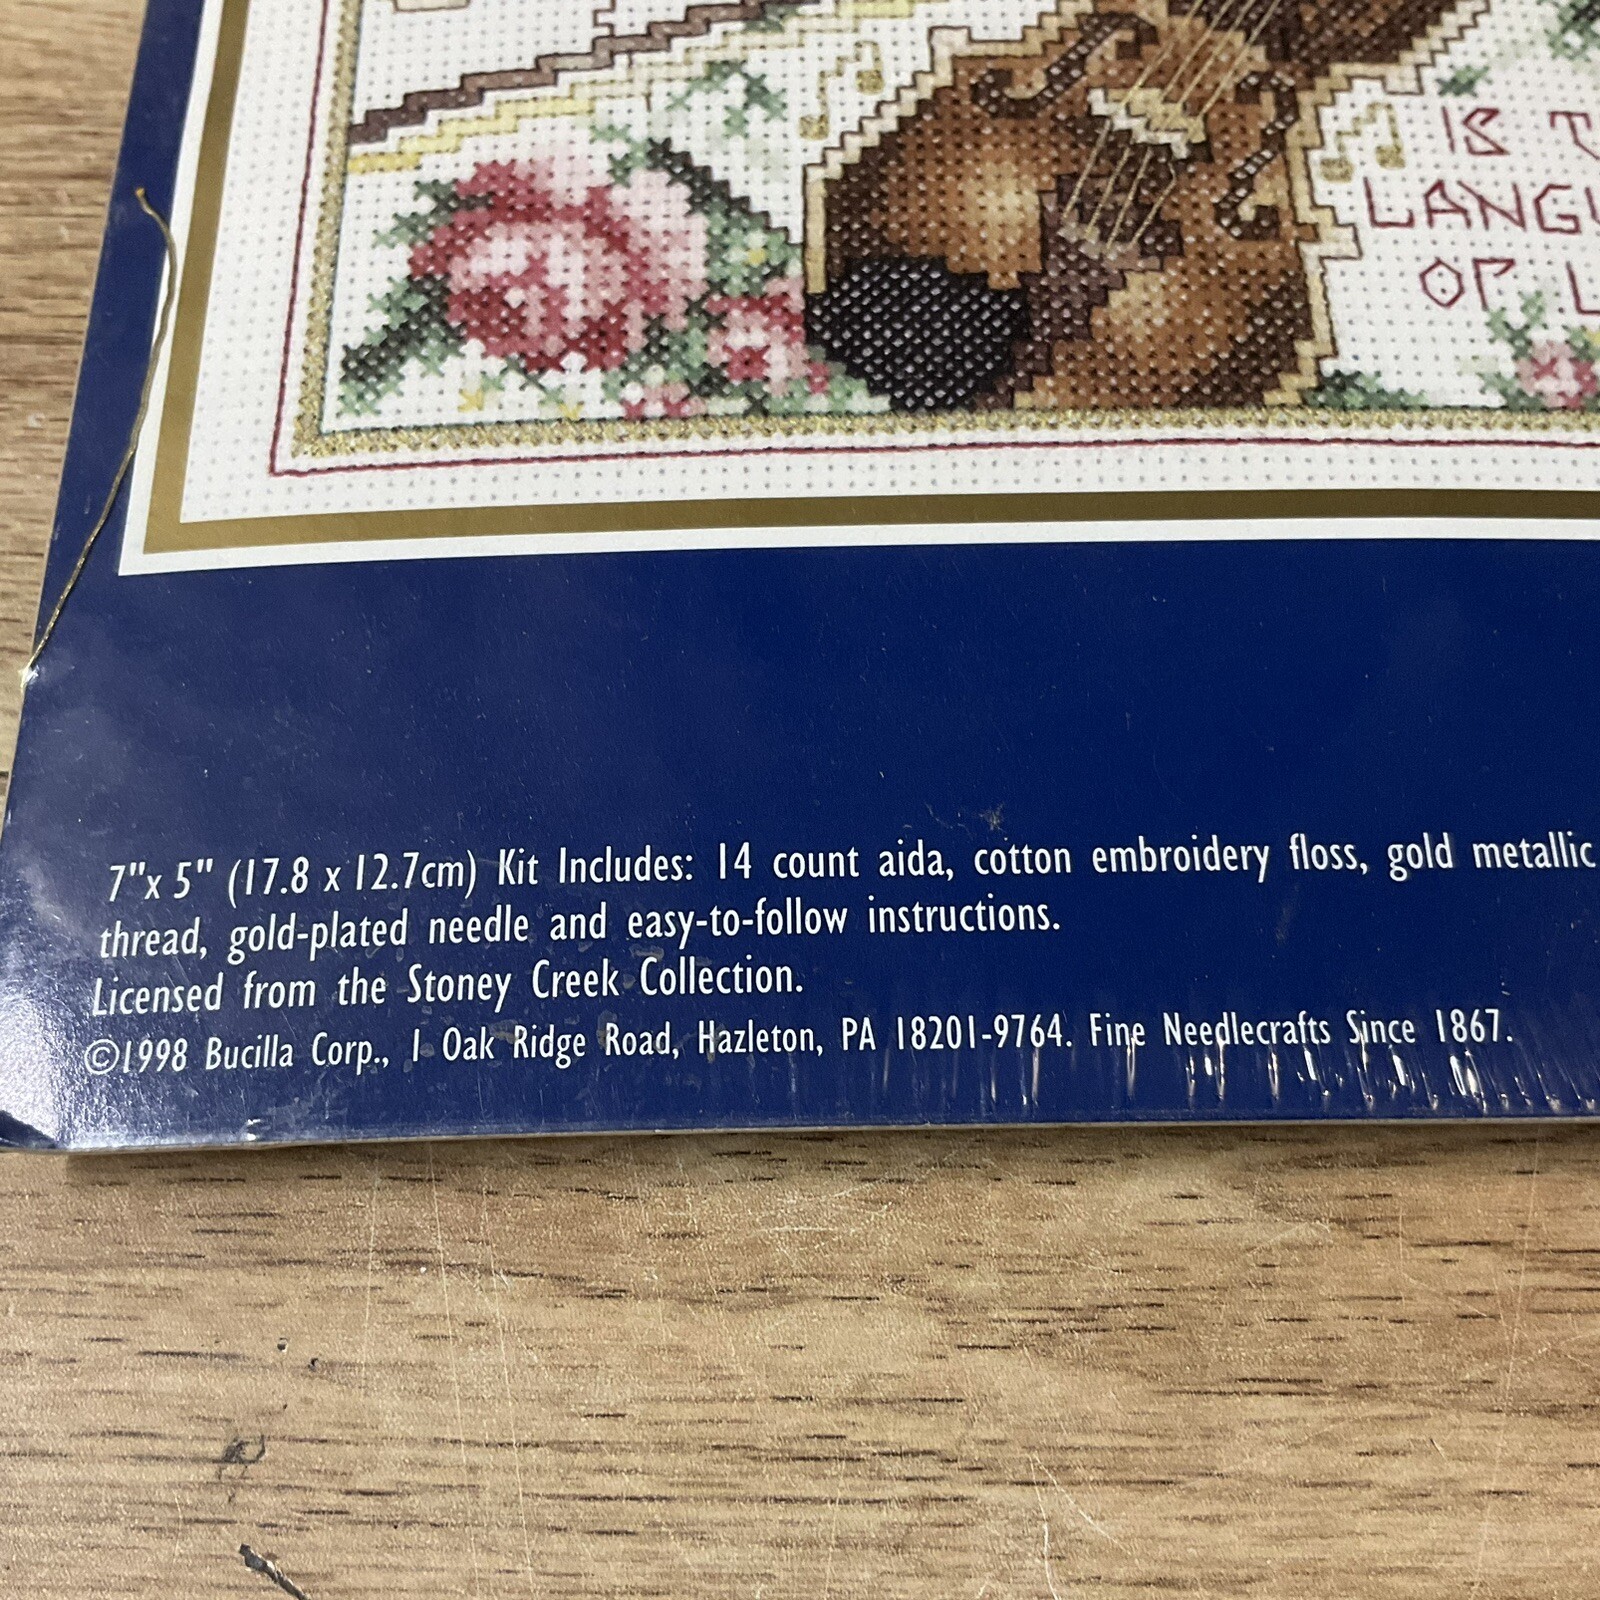 IS
LANG
OF L
7"x 5" (17.8 x 12.7cm) Kit Includes: 14 count aida, cotton embroidery floss, gold metallic
thread, gold-plated needle and easy-to-follow instructions.
Licensed from the Stoney Creek Collection.
©1998 Bucilla Corp., 1 Oak Ridge Road, Hazleton, PA 18201-9764. Fine Needlecrafts Since 1867.